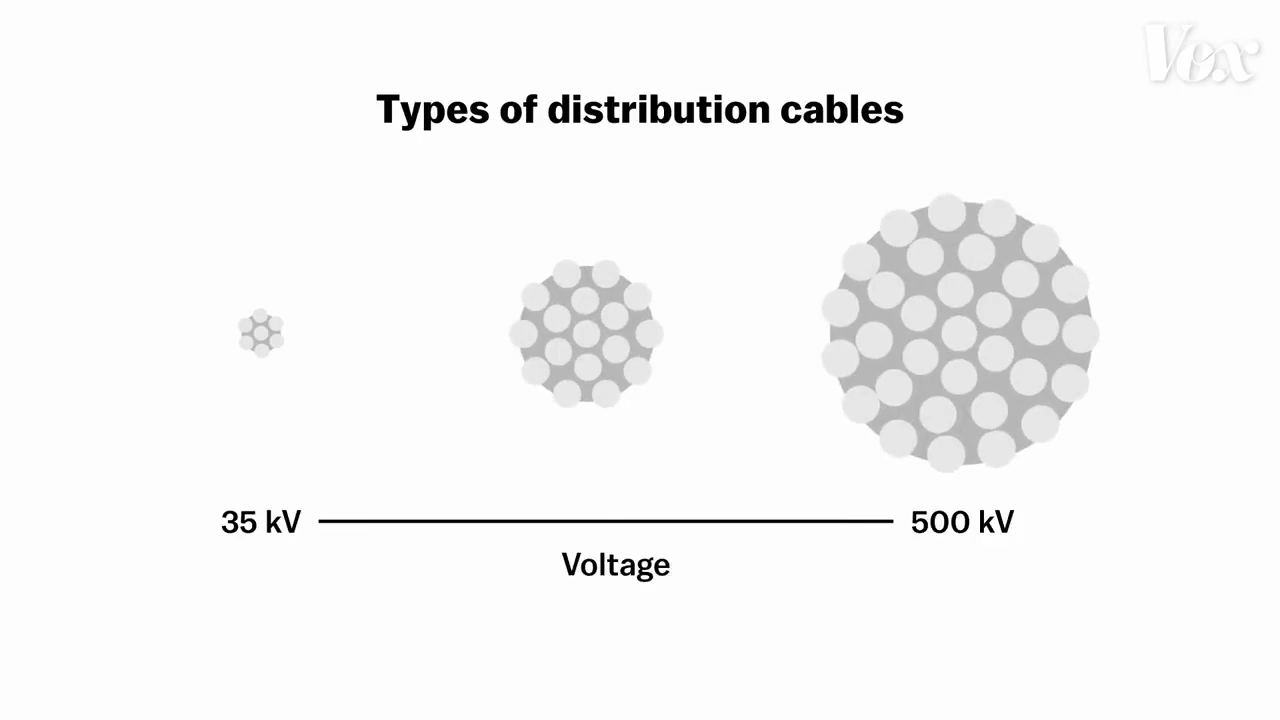 Vox
Types of distribution cables
35 kV
500 kV
Voltage